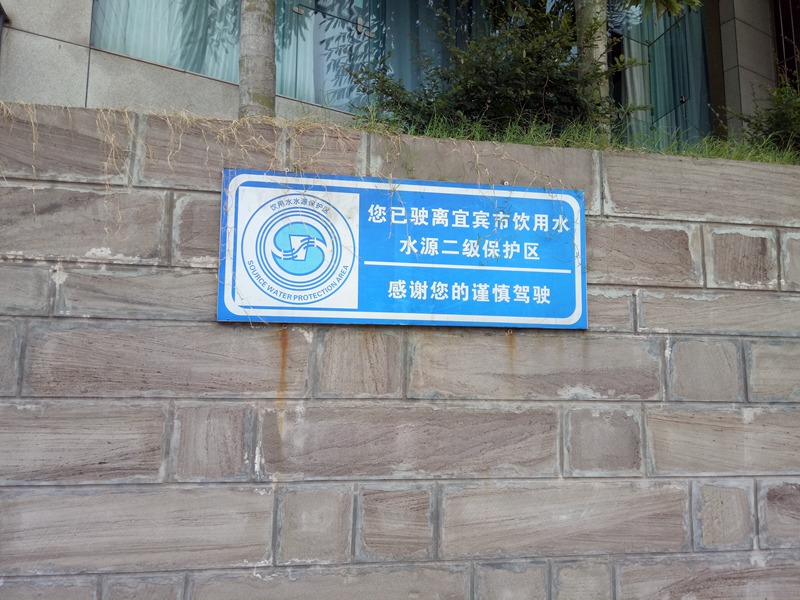 饮用水水源保护区
SOURCE WATER PROTECTION AREA
您已驶离宜宾市饮用水
水源二级保护区
感谢您的谨慎驾驶